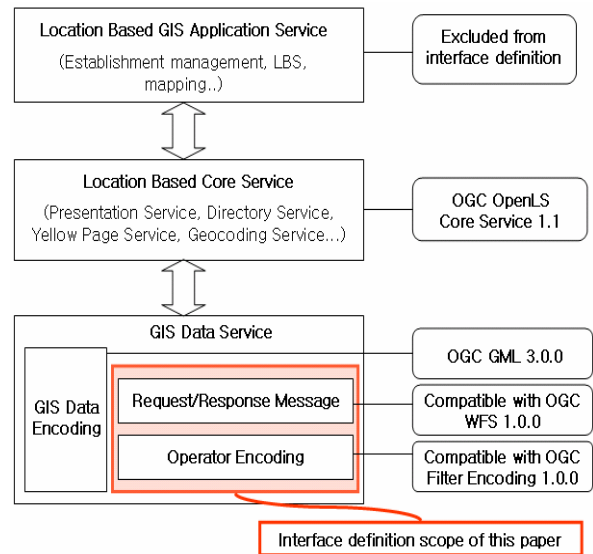 Location Based GIS Application Service
(Establishment management, LBS,
mapping..)
Excluded from
interface definition
Location Based Core Service
(Presentation Service, Directory Service,
Yellow Page Service, Geocoding Service...)
OGC OpenLS
Core Service 1.1
GIS Data Service
OGC GML 3.0.0
GIS Data
Encoding
Request/Response Message
Compatible with OGC
WFS 1.0.0
Operator Encoding
Compatible with OGC
Filter Encoding 1.0.0
Interface definition scope of this paper